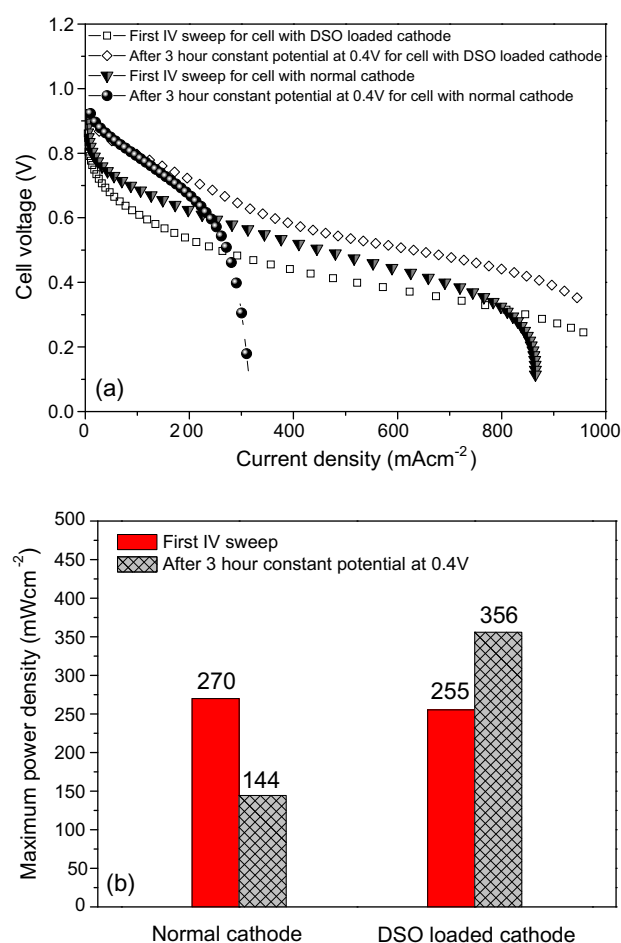 1.2
1.0
0.8
0.6
0.4
0.2
0.0
Cell voltage (V)
First IV sweep for cell with DSO loaded cathode
After 3 hour constant potential at 0.4V for cell with DSO loaded cathode
First IV sweep for cell with normal cathode
After 3 hour constant potential at 0.4V for cell with normal cathode
(a)
0 200 400 600 800 1000
Current density (mAcm⁻²)
500
450
400
350
300
250
200
150
100
50
0
Maximum power density (mWcm⁻²)
First IV sweep
After 3 hour constant potential at 0.4V
270
144
255
356
(b)
Normal cathode DSO loaded cathode